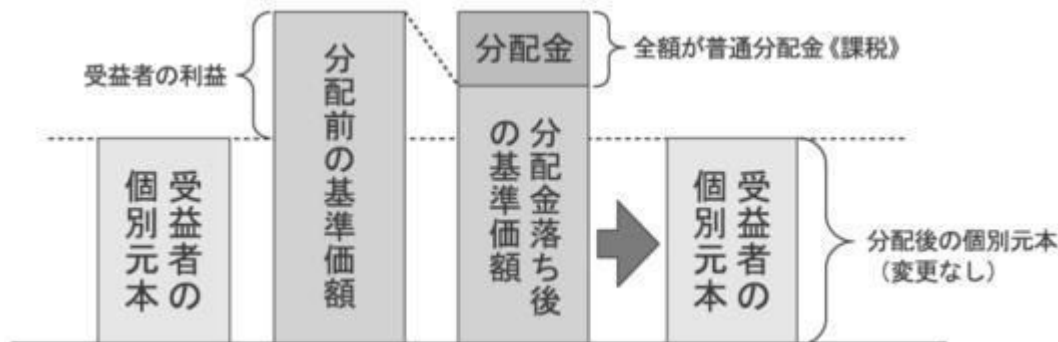 受益者の利益
受益者の
個別元本
分配前の基準価額
分配金
全額が普通分配金《課税》
分配金落ち後
の基準価額
受益者の
個別元本
分配後の個別元本
（変更なし）